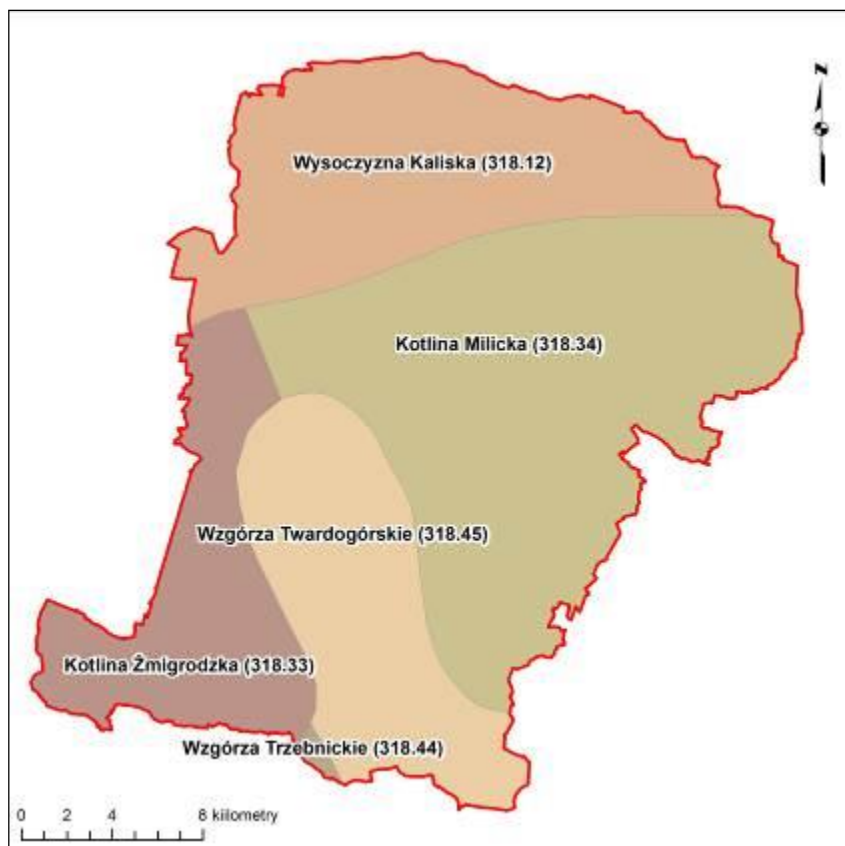 N
Wysoczyzna Kaliska (318.12)
Kotlina Milicka (318.34)
Wzgórza Twardogórskie (318.45)
Kotlina Żmigrodzka (318.33)
Wzgórza Trzebnickie (318.44)
0 2 4 8 kiilometry